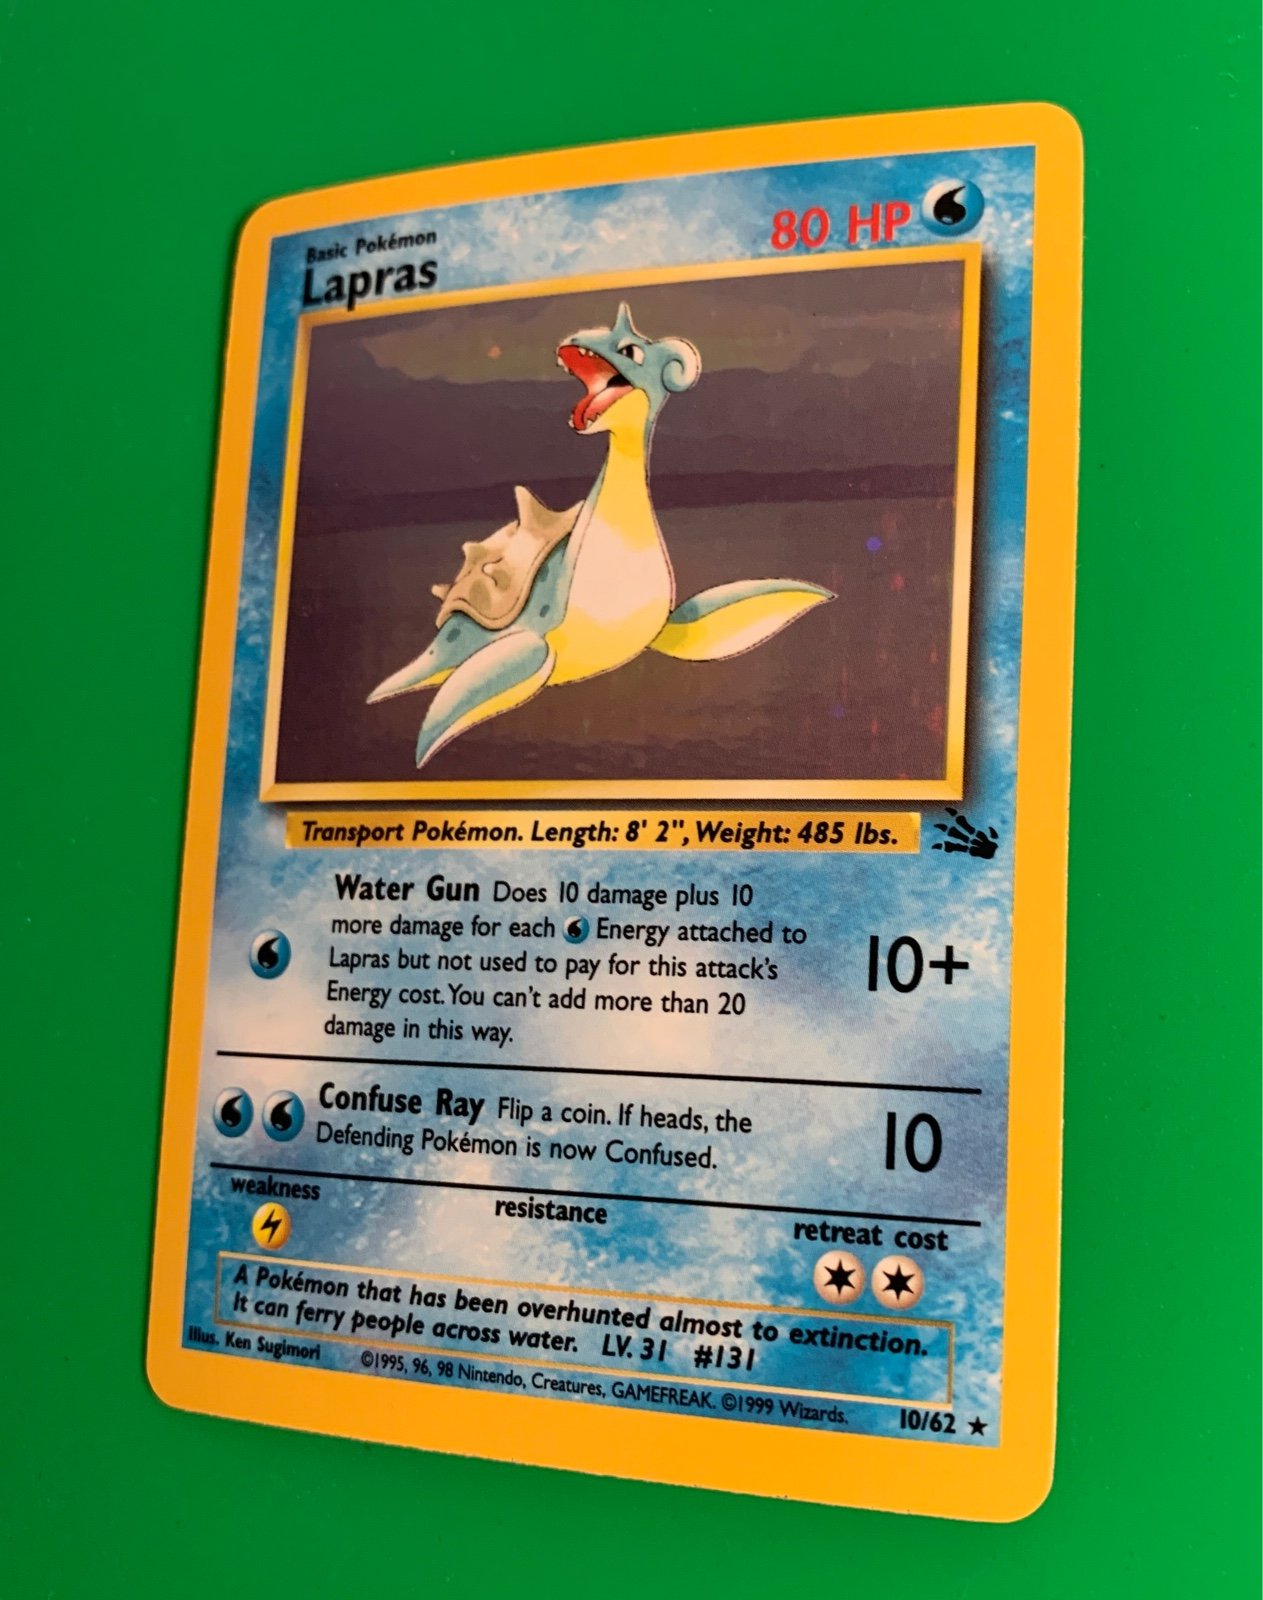 Basic Pokémon
Lapras
80 HP
Transport Pokémon. Length: 8' 2", Weight: 485 lbs.
Water Gun Does 10 damage plus 10
more damage for each Energy attached to
Lapras but not used to pay for this attack's
Energy cost. You can't add more than 20
damage in this way.
10+
Confuse Ray Flip a coin. If heads, the
Defending Pokémon is now Confused.
10
weakness
resistance
retreat cost
A Pokémon that has been overhunted almost to extinction.
It can ferry people across water. LV. 31 #131
Illus. Ken Sugimori
©1995, 96, 98 Nintendo, Creatures, GAMEFREAK. ©1999 Wizards.
10/62 ★